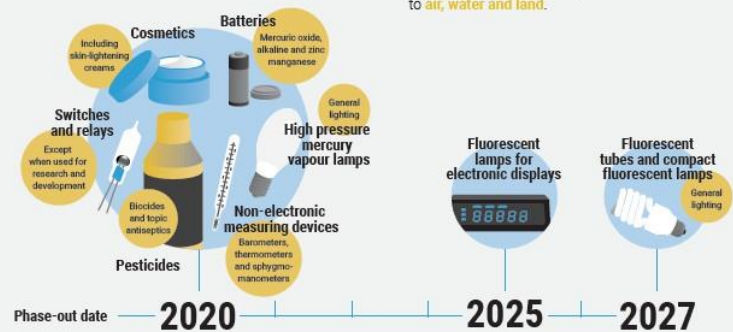 to air, water and land.
Cosmetics
Including
skin-lightening
creams
Batteries
Mercuric oxide,
alkaline and zinc
manganese
Switches
and relays
Except
when used for
research and
development
General
lighting
High pressure
mercury
vapour lamps
Biocides
and topic
antiseptics
Pesticides
Non-electronic
measuring devices
Barometers,
thermometers
and sphygmo-
manometers
Fluorescent
lamps for
electronic displays
88888
Fluorescent
tubes and compact
fluorescent lamps
General
lighting
Phase-out date
2020
2025
2027